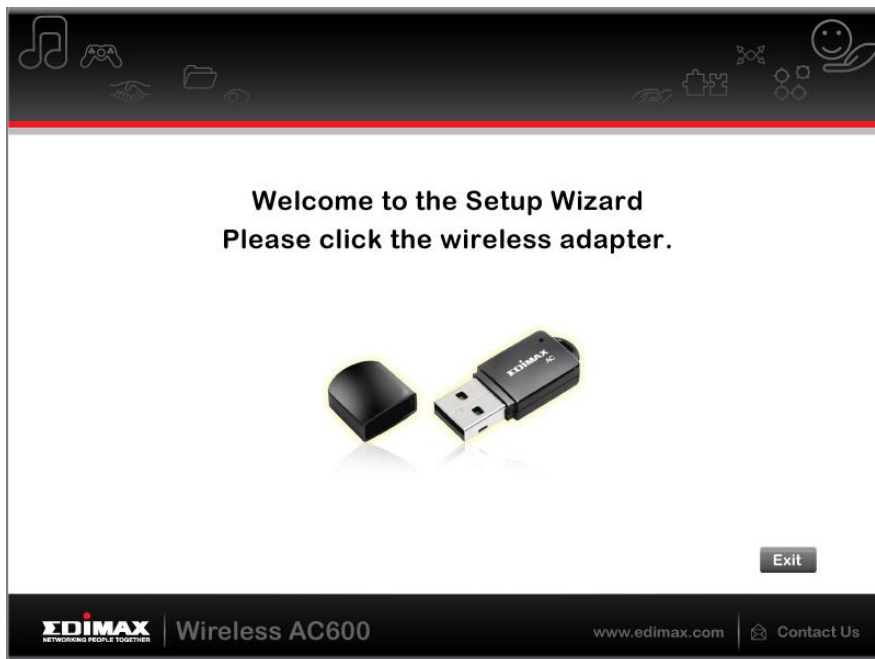 Welcome to the Setup Wizard
Please click the wireless adapter.
EDIMAX
AC
Exit
EDIMAX
NETWORKING PEOPLE TOGETHER
Wireless AC600
www.edimax.com
Contact Us